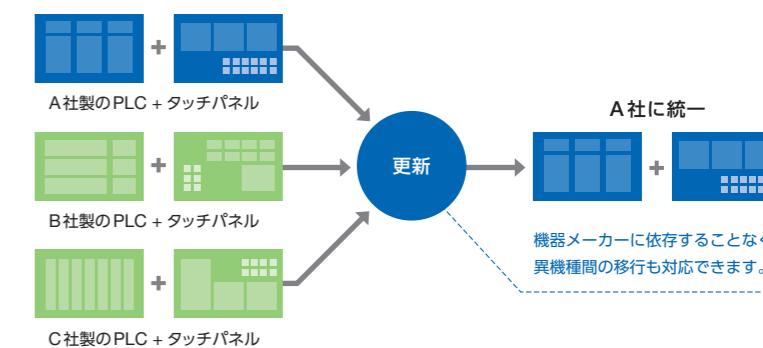 A社製のPLC + タッチパネル
B社製のPLC + タッチパネル
C社製のPLC + タッチパネル
更新
A社に統一
機器メーカーに依存することな
異機種間の移行も対応できます。